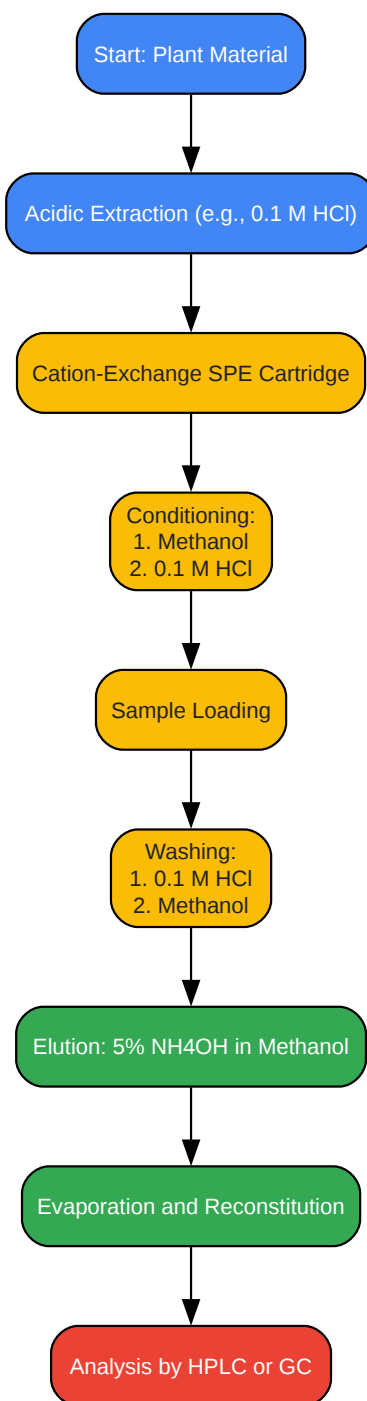 Start: Plant Material
Acidic Extraction (e.g., 0.1 M HCl)
Cation-Exchange SPE Cartridge
Conditioning:
1. Methanol
2. 0.1 M HCl
Sample Loading
Washing:
1. 0.1 M HCl
2. Methanol
Elution: 5% NH4OH in Methanol
Evaporation and Reconstitution
Analysis by HPLC or GC